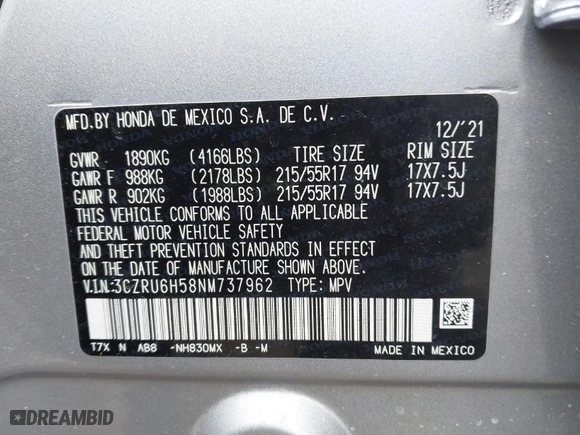 MFD.BY HONDA DE MEXICO S.A. DE C.V.
12/'21
GVWR 1890KG (4166LBS) TIRE SIZE RIM SIZE
GAWR F 988KG (2178LBS) 215/55R17 94V 17X7.5J
GAWR R 902KG (1988LBS) 215/55R17 94V 17X7.5J
THIS VEHICLE CONFORMS TO ALL APPLICABLE
FEDERAL MOTOR VEHICLE SAFETY
AND THEFT PREVENTION STANDARDS IN EFFECT
ON THE DATE OF MANUFACTURE SHOWN ABOVE.
V.I.N:3CZRU6H58NM737962 TYPE: MPV
T7X N AB8 -NH830MX -B -M MADE IN MEXICO
DREAMBID